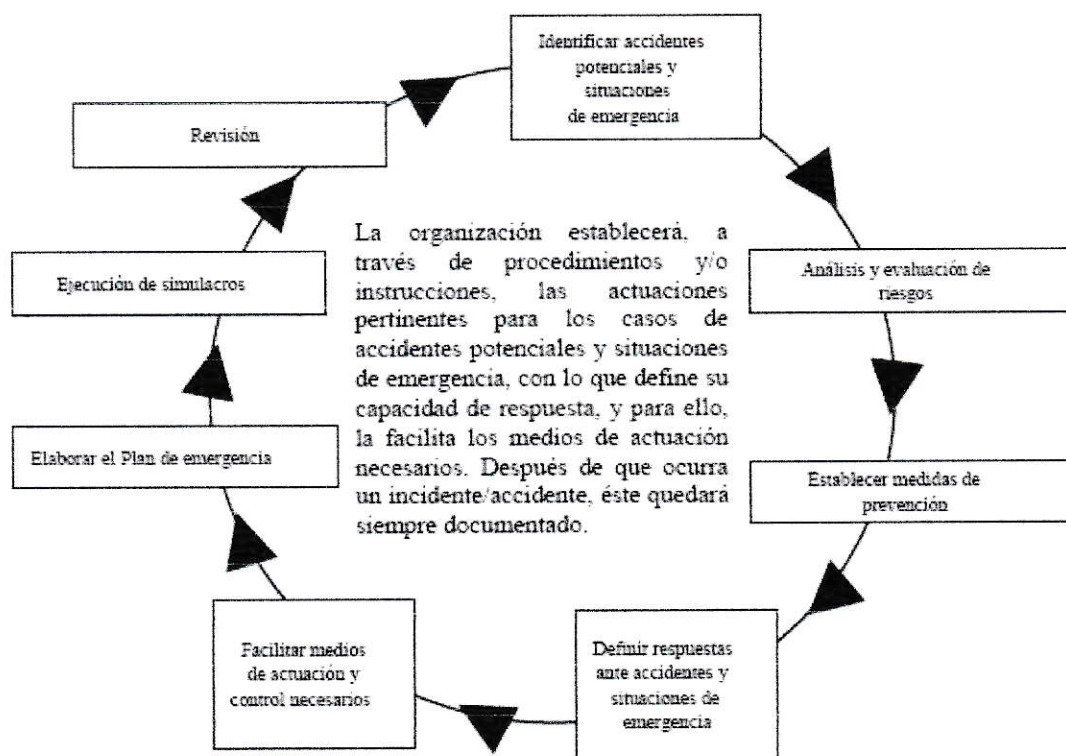 Identificar accidentes
potenciales y
situaciones
de emergencia
Revisión
Análisis y evaluación de
riesgos
Ejecución de simulacros
La organización establecerá, a
través de procedimientos y/o
instrucciones, las actuaciones
pertinentes para los casos de
accidentes potenciales y situaciones
de emergencia, con lo que define su
capacidad de respuesta, y para ello,
la facilita los medios de actuación
necesarios. Después de que ocurra
un incidente/accidente, éste quedará
siempre documentado.
Elaborar el Plan de emergencia
Establecer medidas de
prevención
Facilitar medios
de actuación y
control necesarios
Definir respuestas
ante accidentes y
situaciones de
emergencia